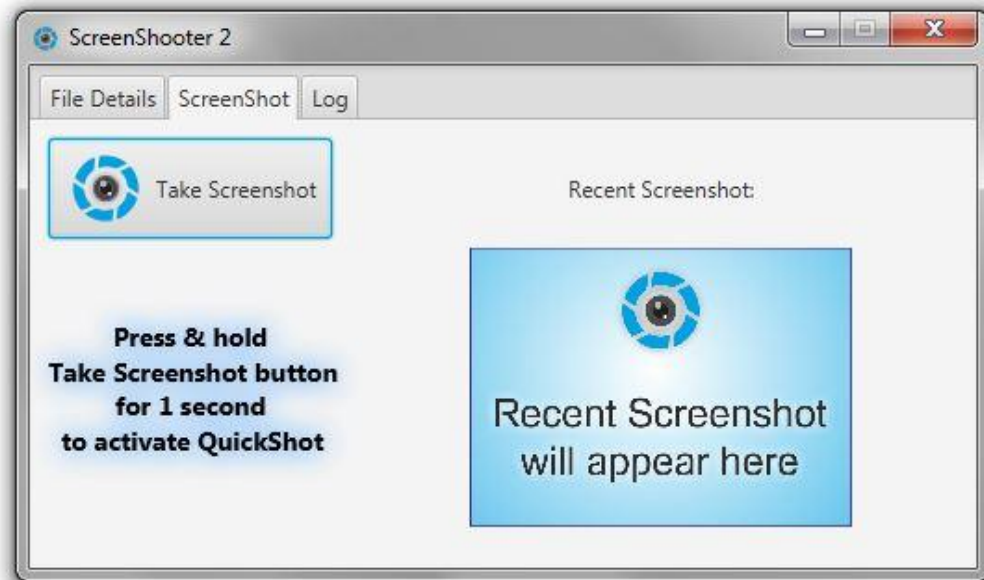 ScreenShooter 2
File Details
ScreenShot
Log
Take Screenshot
Recent Screenshot:
Press & hold
Take Screenshot button
for 1 second
to activate QuickShot
Recent Screenshot
will appear here